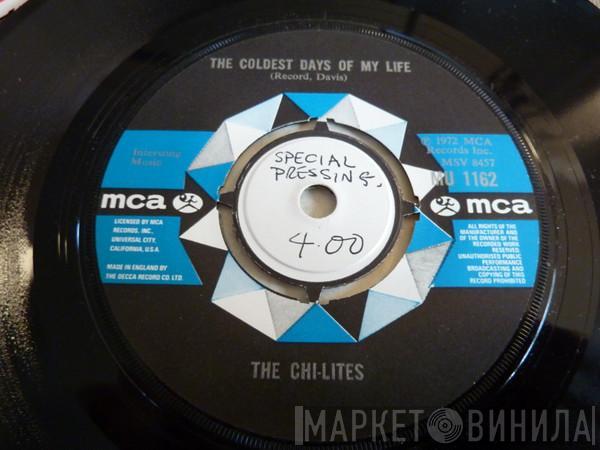 THE COLDEST DAYS OF MY LIFE
(Record, Davis)
Intersong
Music
℗ 1972 MCA
Records Inc.
MSV 8457
MU 1162
mca
mca
LICENSED BY MCA
RECORDS, INC.,
UNIVERSAL CITY,
CALIFORNIA, U.S.A.
MADE IN ENGLAND BY
THE DECCA RECORD CO. LTD.
SPECIAL
PRESSING.
4.00
ALL RIGHTS OF THE
MANUFACTURER AND
OF THE OWNER OF THE
RECORDED WORK
RESERVED.
UNAUTHORISED PUBLIC
PERFORMANCE
BROADCASTING AND
COPYING OF THIS
RECORD PROHIBITED
THE CHI-LITES
МАРКЕТ ВИНИЛА